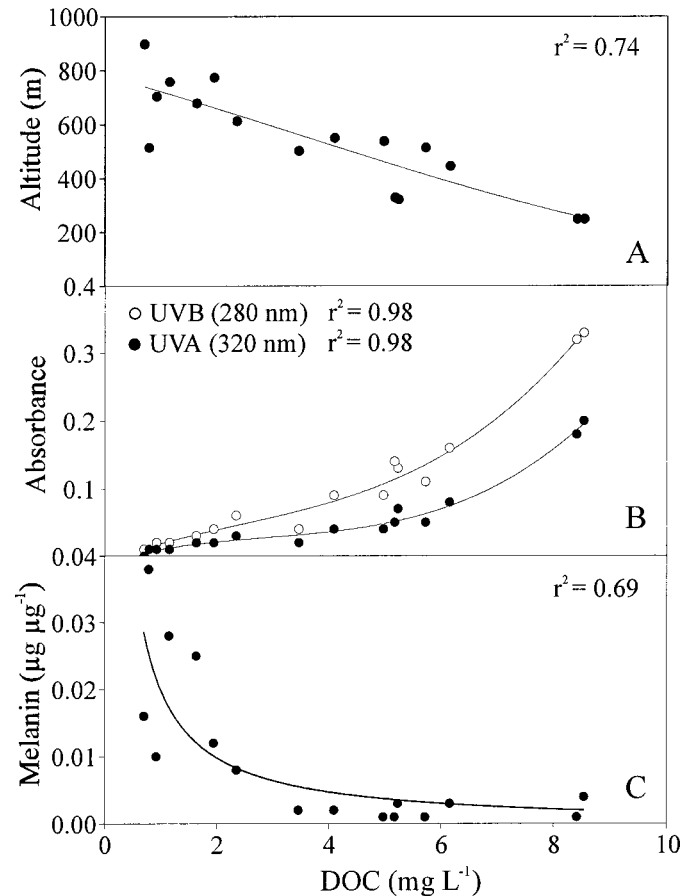 1000
r² = 0.74
800
600
400
200
Altitude (m)
A
0.4
○ UVB (280 nm) r² = 0.98
● UVA (320 nm) r² = 0.98
0.3
0.2
0.1
Absorbance
B
0.04
r² = 0.69
0.03
0.02
0.01
0.00
Melanin (µg µg⁻¹)
C
0 2 4 6 8 10
DOC (mg L⁻¹)